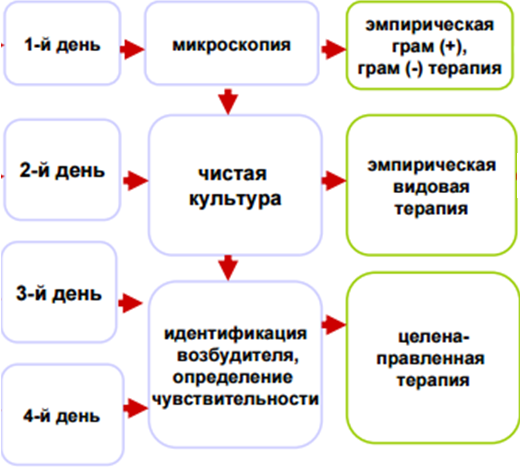 1-й день
микроскопия
эмпирическая
грам (+),
грам (-) терапия
2-й день
чистая
культура
эмпирическая
видовая
терапия
3-й день
4-й день
идентификация
возбудителя,
определение
чувствительности
целена-
правленная
терапия